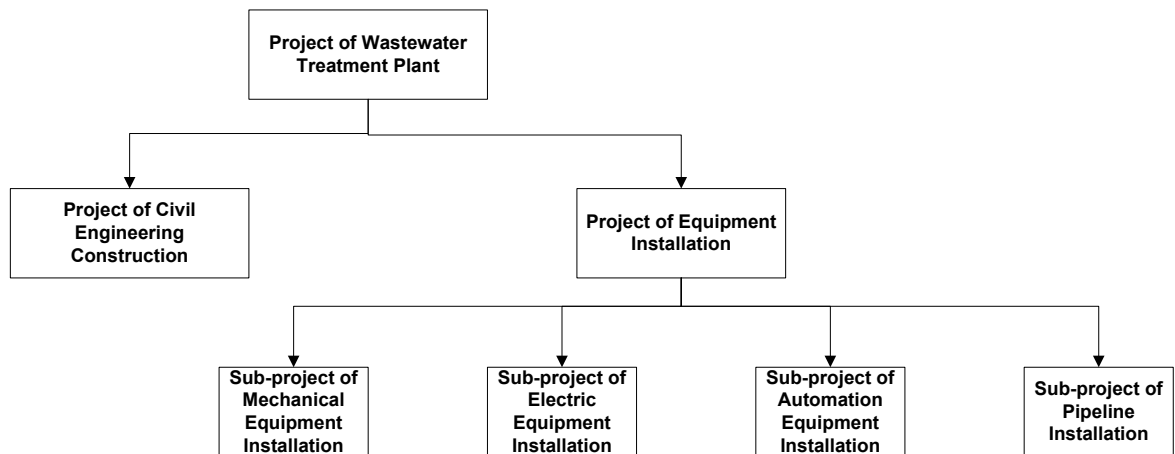 Project of Wastewater
Treatment Plant
Project of Civil
Engineering
Construction
Project of Equipment
Installation
Sub-project of
Mechanical
Equipment
Installation
Sub-project of
Electric
Equipment
Installation
Sub-project of
Automation
Equipment
Installation
Sub-project of
Pipeline
Installation